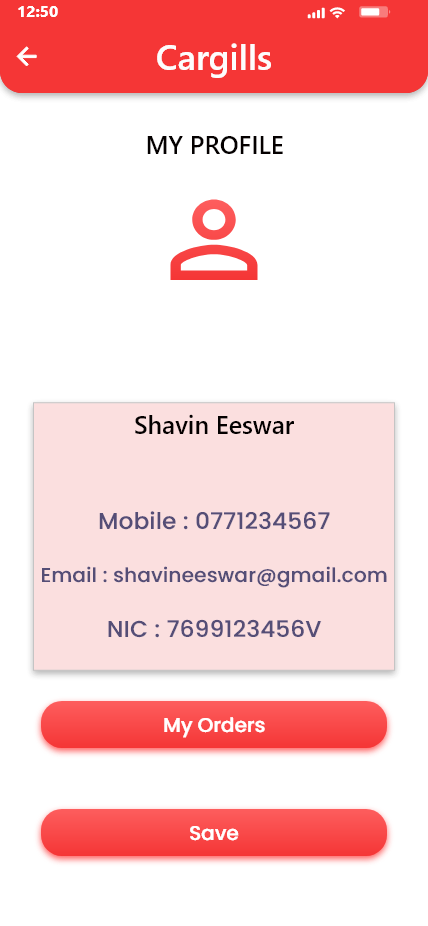 12:50
Cargills
MY PROFILE
Shavin Eeswar
Mobile : 0771234567
Email : shavineeswar@gmail.com
NIC : 7699123456V
My Orders
Save